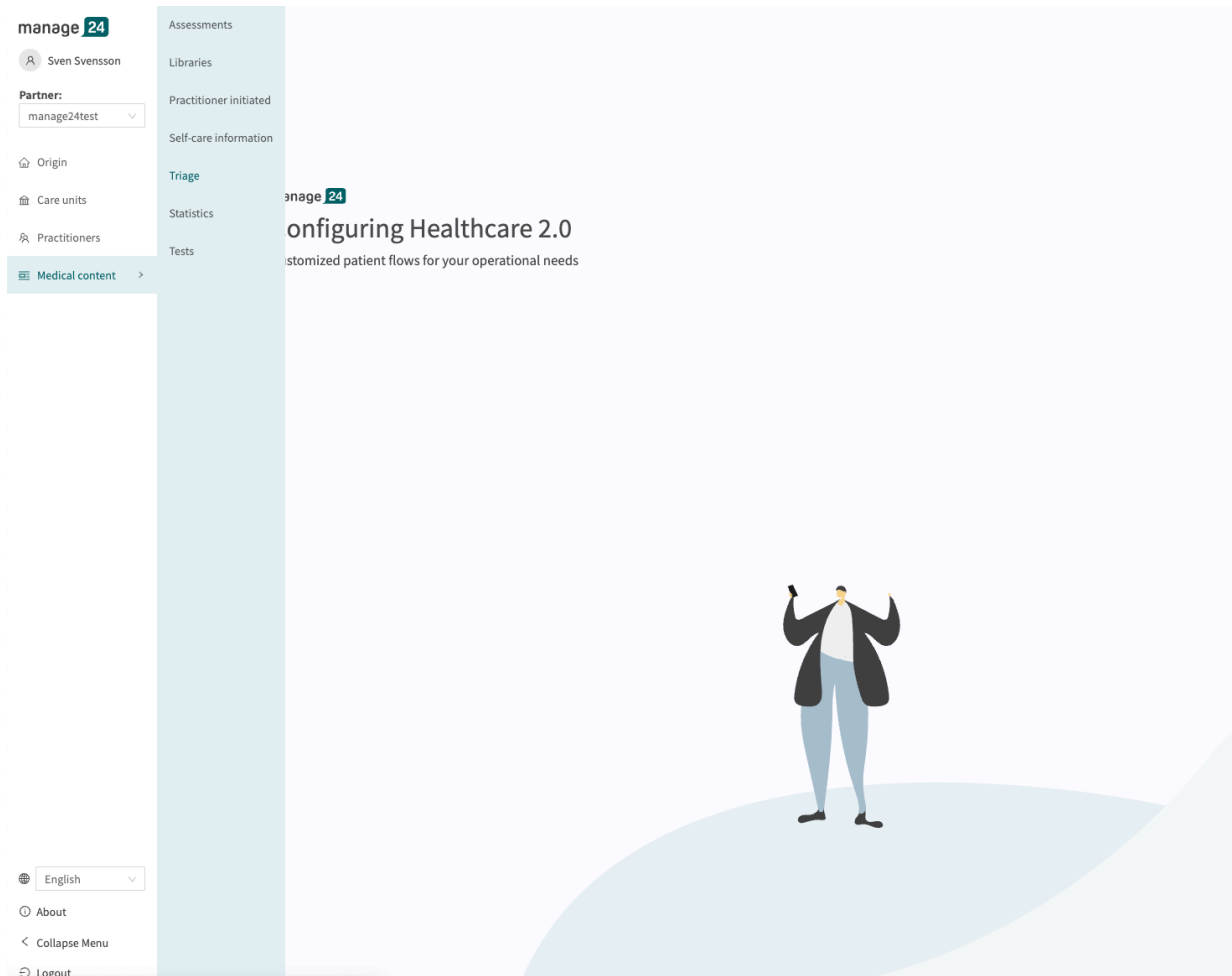 manage 24
Sven Svensson
Partner:
manage24test
Origin
Care units
Practitioners
Medical content
English
About
Collapse Menu
Logout
Assessments
Libraries
Practitioner initiated
Self-care information
Triage
Statistics
Tests
anage 24
onfiguring Healthcare 2.0
stomized patient flows for your operational needs